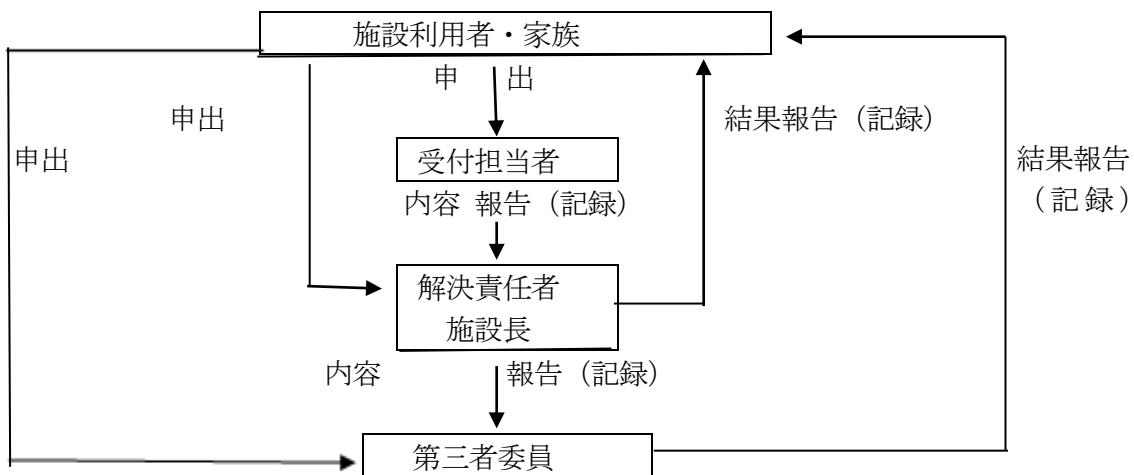 施設利用者・家族
申　出
申出
結果報告（記録）
申出
受付担当者
結果報告
（記録）
内容 報告（記録）
解決責任者
施設長
内容　報告（記録）
第三者委員